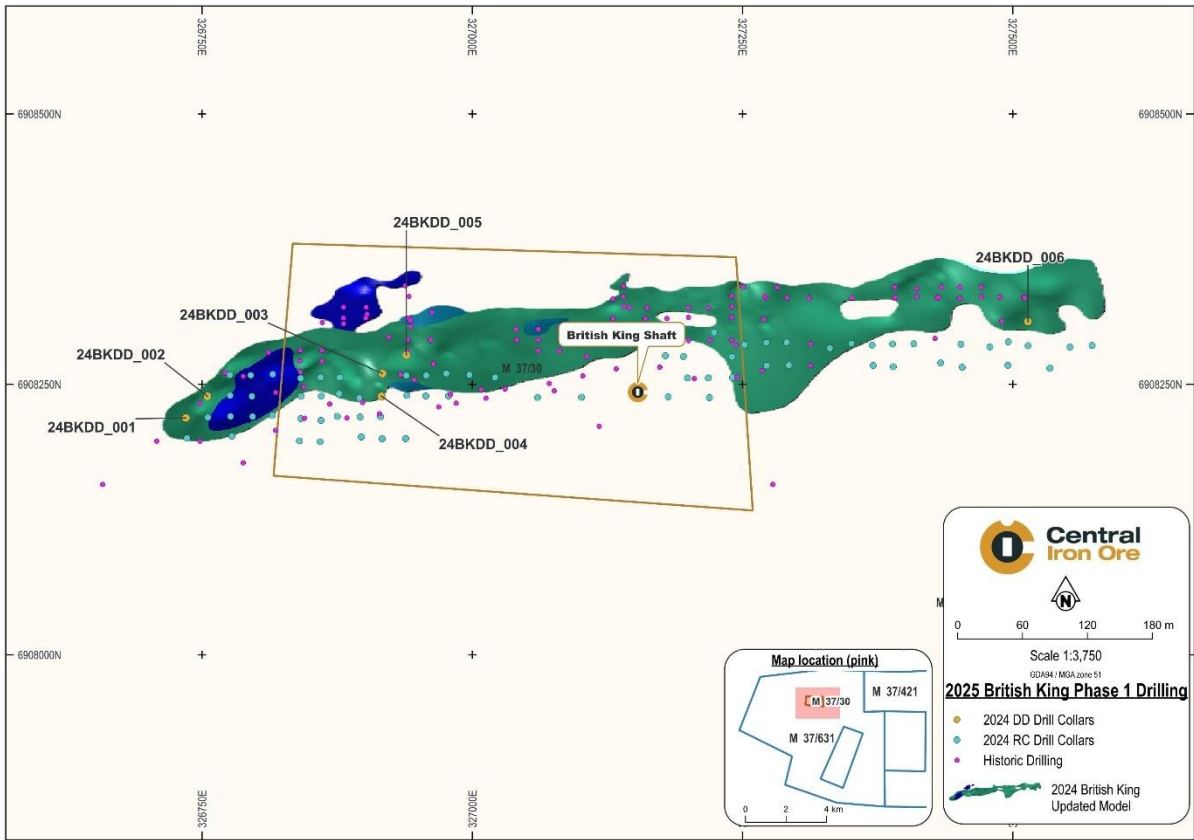 326750E
327000E
327250E
327500E
6908500N
6908500N
24BKDD_005
24BKDD_006
24BKDD_003
British King Shaft
24BKDD_002
M 37/30
6908250N
6908250N
24BKDD_001
24BKDD_004
Central
Iron Ore
N
M
0 60 120 180 m
Scale 1:3,750
GDA94 / MGA zone 51
2025 British King Phase 1 Drilling
2024 DD Drill Collars
2024 RC Drill Collars
Historic Drilling
2024 British King
Updated Model
Map location (pink)
M 37/421
M 37/30
M 37/631
0 2 4 km
6908000N
6908000N
326750E
327000E
327250E
327500E